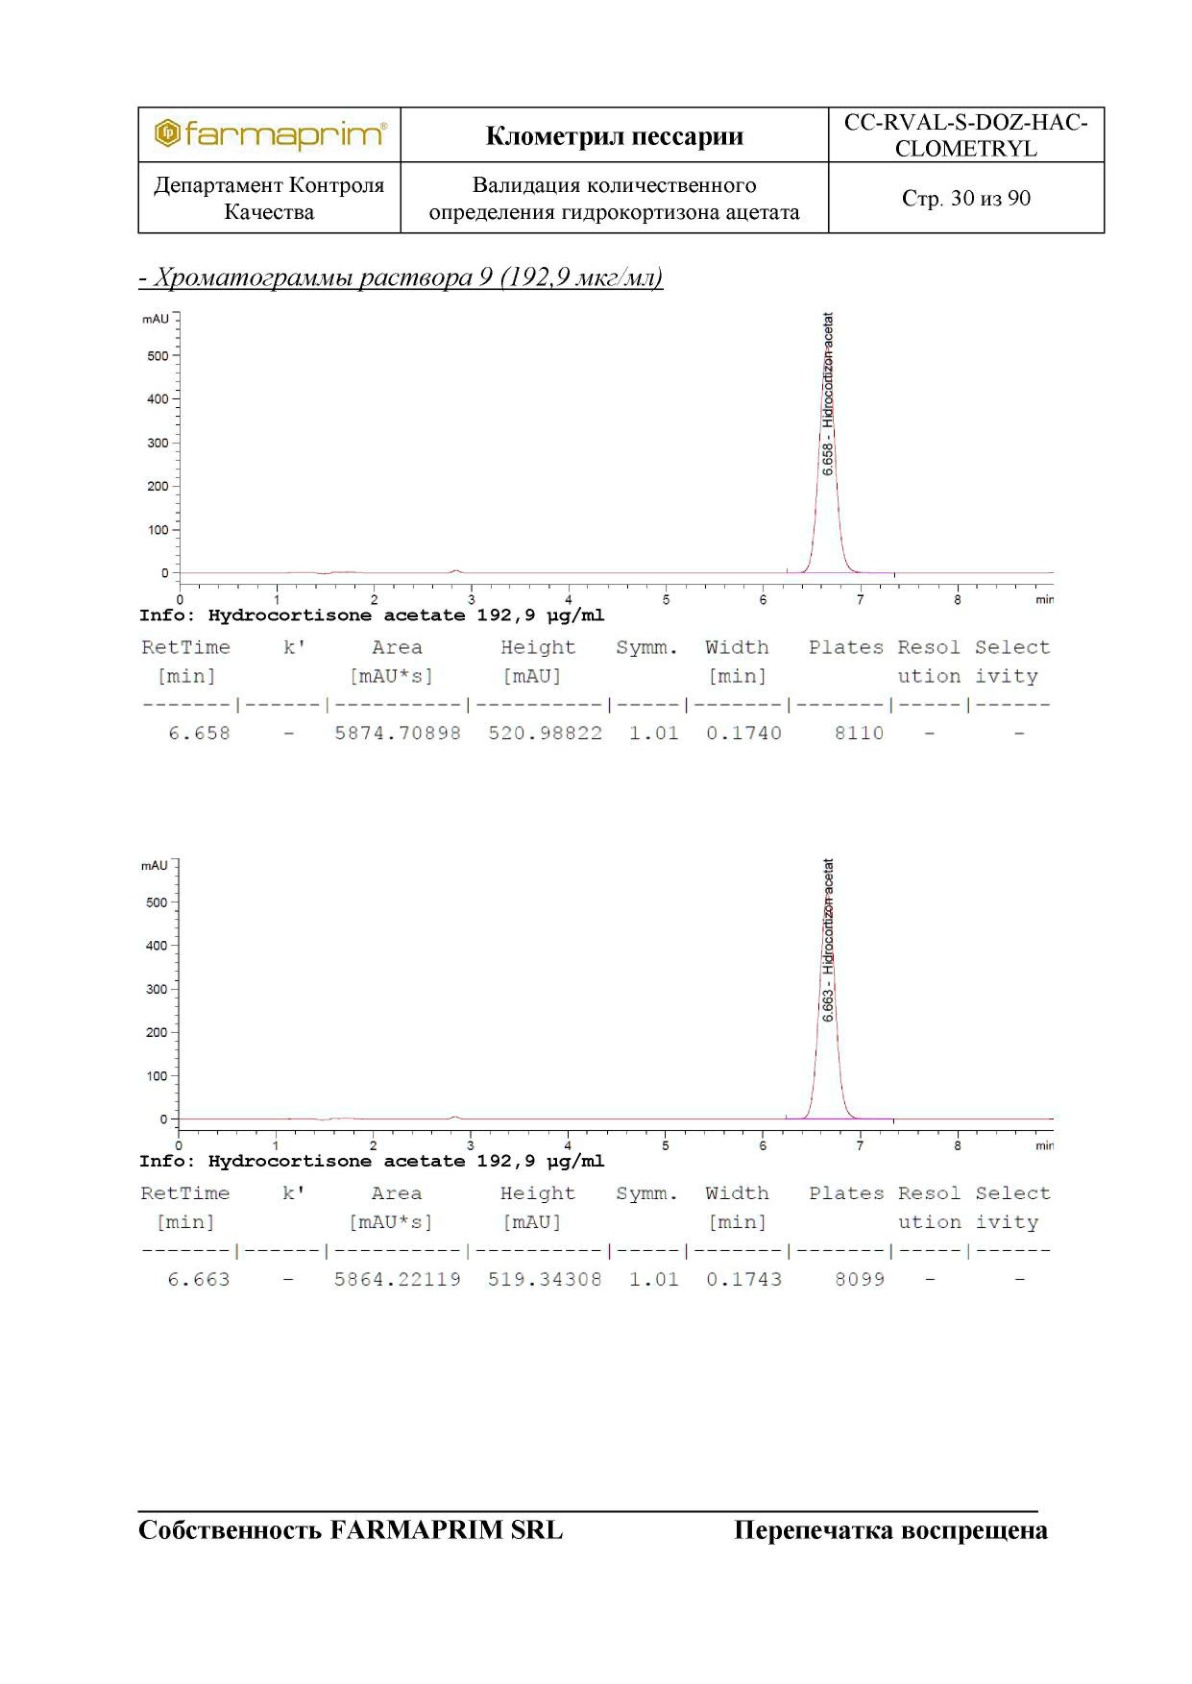 farmaprim®
Клометрил пессарии
CC-RVAL-S-DOZ-HAC-
CLOMETRYL
Департамент Контроля
Качества
Валидация количественного
определения гидрокортизона ацетата
Стр. 30 из 90
- Хроматограммы раствора 9 (192,9 мкг/мл)
mAU
500
400
300
200
100
0
6.658 - Hidrocortizon acetat
0 1 2 3 4 5 6 7 8 min
Info: Hydrocortisone acetate 192,9 µg/ml
RetTime k' Area Height Symm. Width Plates Resol Select
[min] [mAU*s] [mAU] [min] ution ivity
-------|------|----------|----------|-----|-------|-------|-----|------
6.658 - 5874.70898 520.98822 1.01 0.1740 8110 - -
mAU
500
400
300
200
100
0
6.663 - Hidrocortizon acetat
0 1 2 3 4 5 6 7 8 min
Info: Hydrocortisone acetate 192,9 µg/ml
RetTime k' Area Height Symm. Width Plates Resol Select
[min] [mAU*s] [mAU] [min] ution ivity
-------|------|----------|----------|-----|-------|-------|-----|------
6.663 - 5864.22119 519.34308 1.01 0.1743 8099 - -
Собственность FARMAPRIM SRL Перепечатка воспрещена